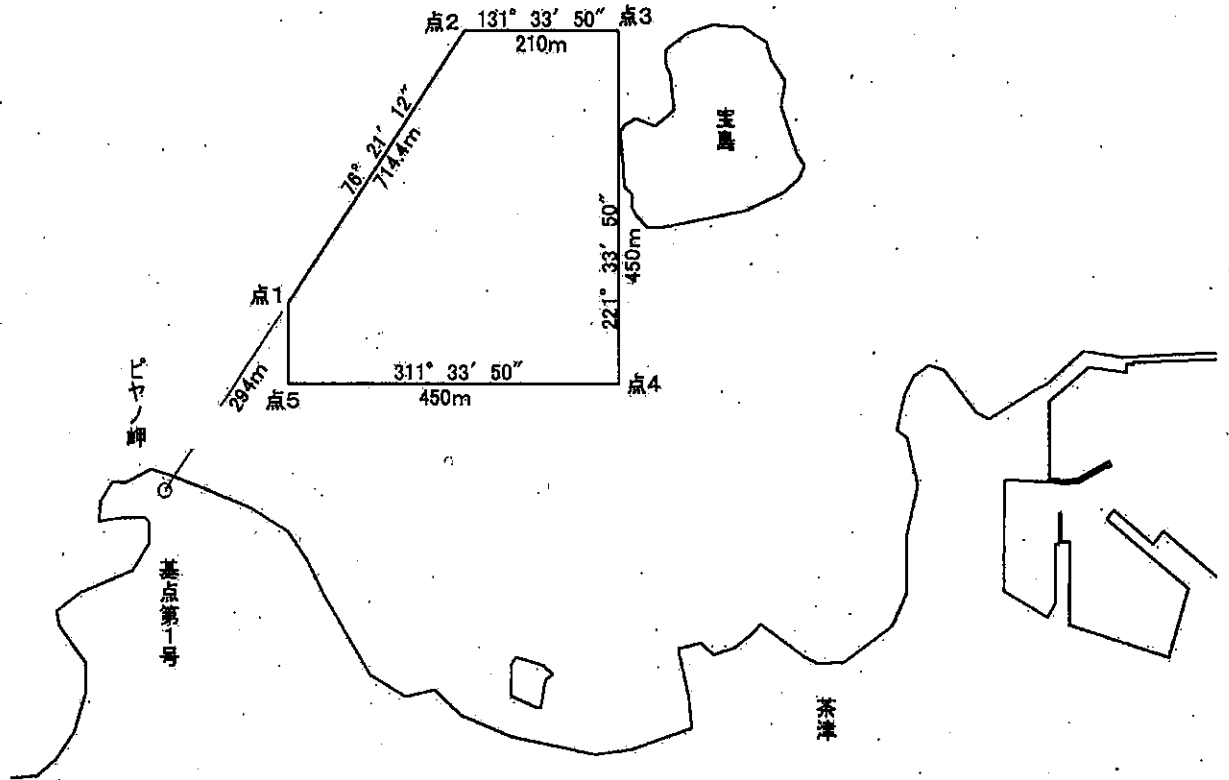 点2
131° 33′ 50″
点3
210m
76° 21′ 12″
714.4m
宝島
221° 33′ 50″
450m
点1
294m
311° 33′ 50″
点4
点5
450m
ビヤノ岬
基点第1号
茶津